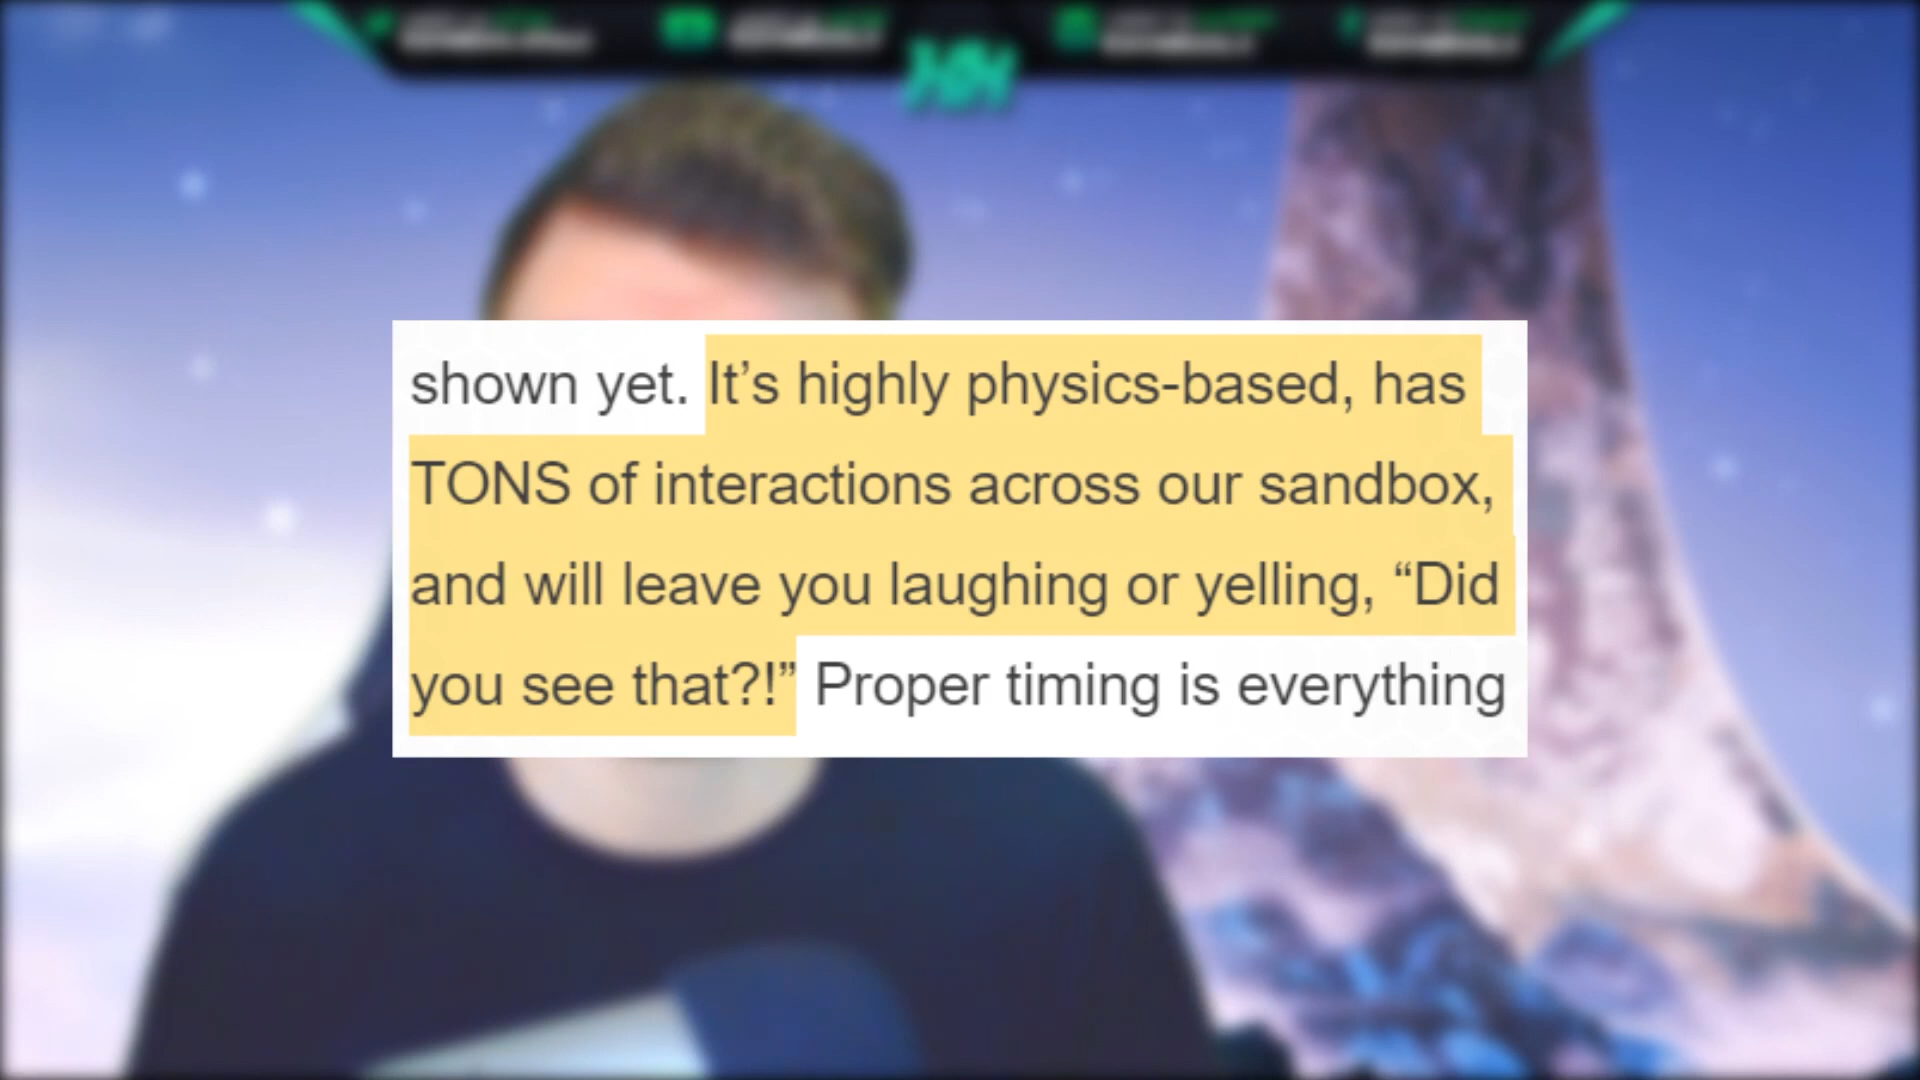 shown yet. It’s highly physics-based, has
TONS of interactions across our sandbox,
and will leave you laughing or yelling, “Did
you see that?!” Proper timing is everything